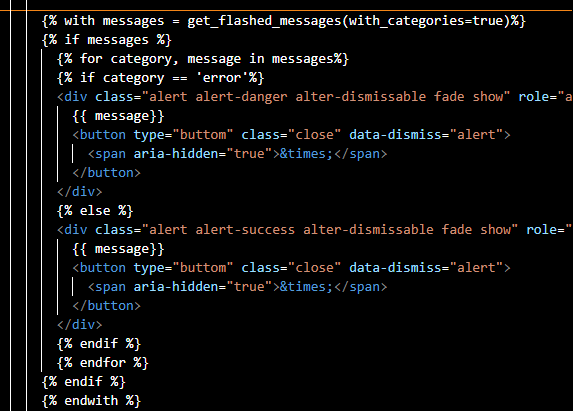 {% with messages = get_flashed_messages(with_categories=true)%}
{% if messages %}
{% for category, message in messages%}
{% if category == 'error'%}
<div class="alert alert-danger alter-dismissable fade show" role="a
{{ message}}
<button type="buttom" class="close" data-dismiss="alert">
<span aria-hidden="true">&times;</span>
</button>
</div>
{% else %}
<div class="alert alert-success alter-dismissable fade show" role="
{{ message}}
<button type="buttom" class="close" data-dismiss="alert">
<span aria-hidden="true">&times;</span>
</button>
</div>
{% endif %}
{% endfor %}
{% endif %}
{% endwith %}